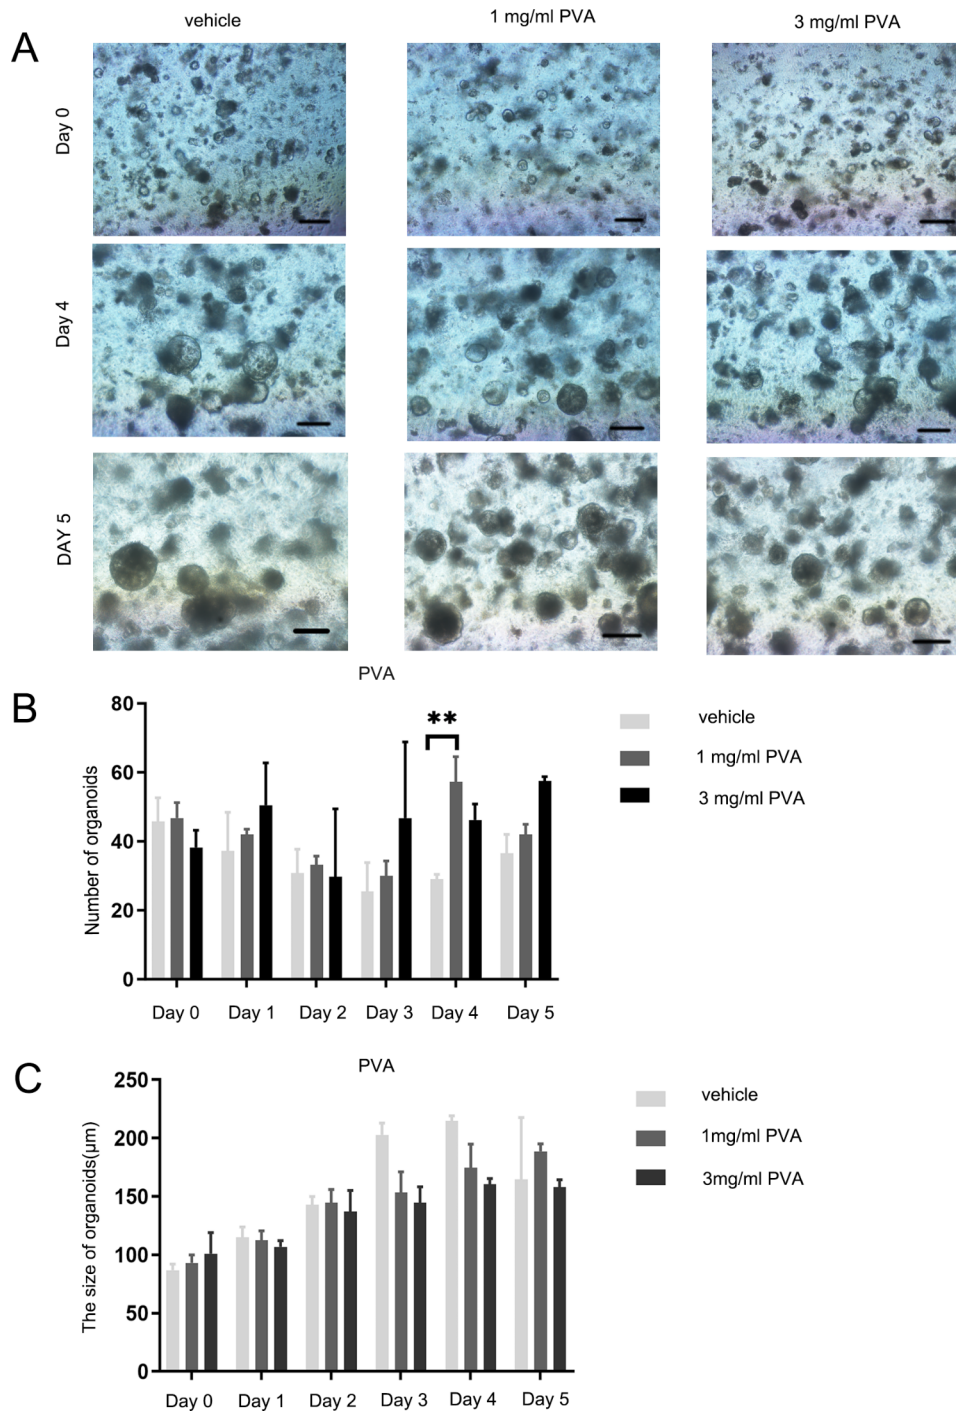 vehicle
1 mg/ml PVA
3 mg/ml PVA
A
Day 0
Day 4
DAY 5
B
PVA
Number of organoids
80
60
40
20
0
**
Day 0
Day 1
Day 2
Day 3
Day 4
Day 5
vehicle
1 mg/ml PVA
3 mg/ml PVA
C
PVA
The size of organoids(μm)
250
200
150
100
50
0
Day 0
Day 1
Day 2
Day 3
Day 4
Day 5
vehicle
1mg/ml PVA
3mg/ml PVA